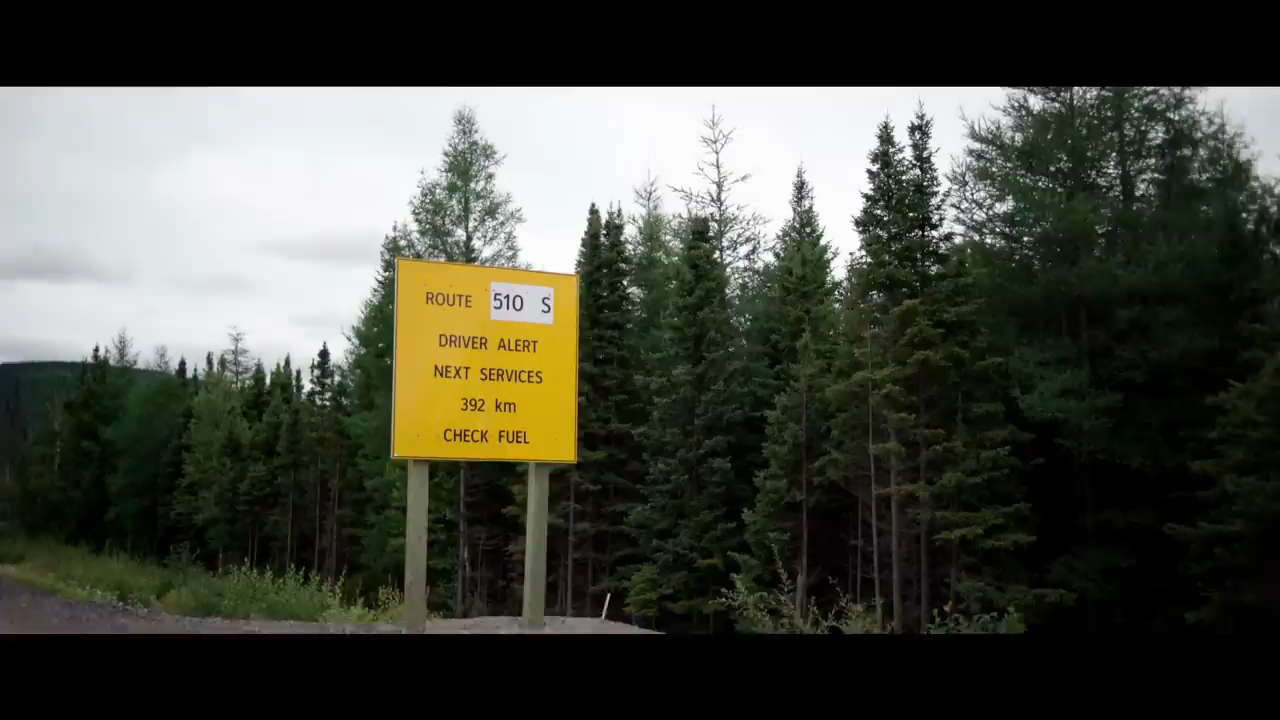 ROUTE 510 S
DRIVER ALERT
NEXT SERVICES
392 km
CHECK FUEL